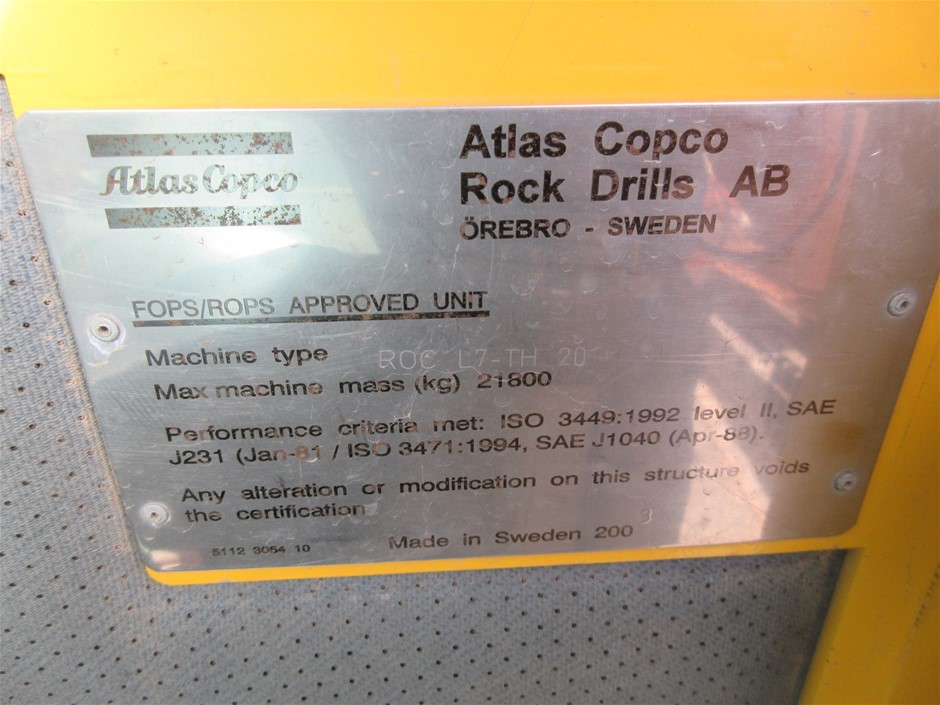 Atlas Copco
Atlas Copco
Rock Drills AB
ÖREBRO - SWEDEN
FOPS/ROPS APPROVED UNIT
Machine type ROC L7-TH 20
Max machine mass (kg) 21800
Performance criteria met: ISO 3449:1992 level II, SAE
J231 (Jan-81 / ISO 3471:1994, SAE J1040 (Apr-88).
Any alteration or modification on this structure voids
the certification
5112 3054 10 Made in Sweden 200 3